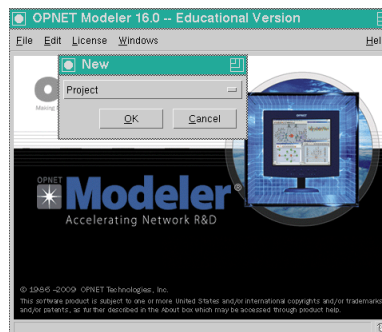 OPNET Modeler 16.0 -- Educational Version
File Edit License Windows Hel
New
Project
OK Cancel
OPNET
Modeler®
Accelerating Network R&D
© 1986-2009 OPNET Technologies, Inc.
This software product is subject to one or more United States and/or international copyrights and/or trademarks
and/or patents, as further described in the About box which may be accessed through product help.